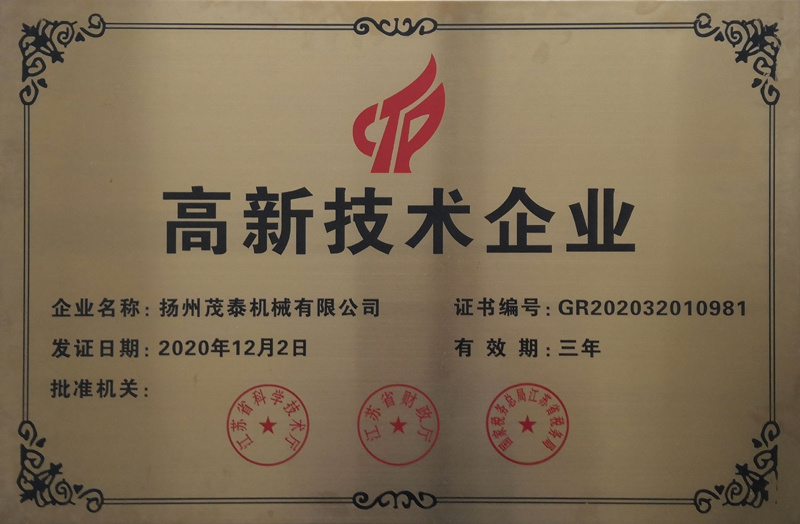 高新技术企业
企业名称：扬州茂泰机械有限公司
证书编号：GR202032010981
发证日期：2020年12月2日
有效期：三年
批准机关：
江苏省科学技术厅
江苏省财政厅
国家税务总局江苏省税务局